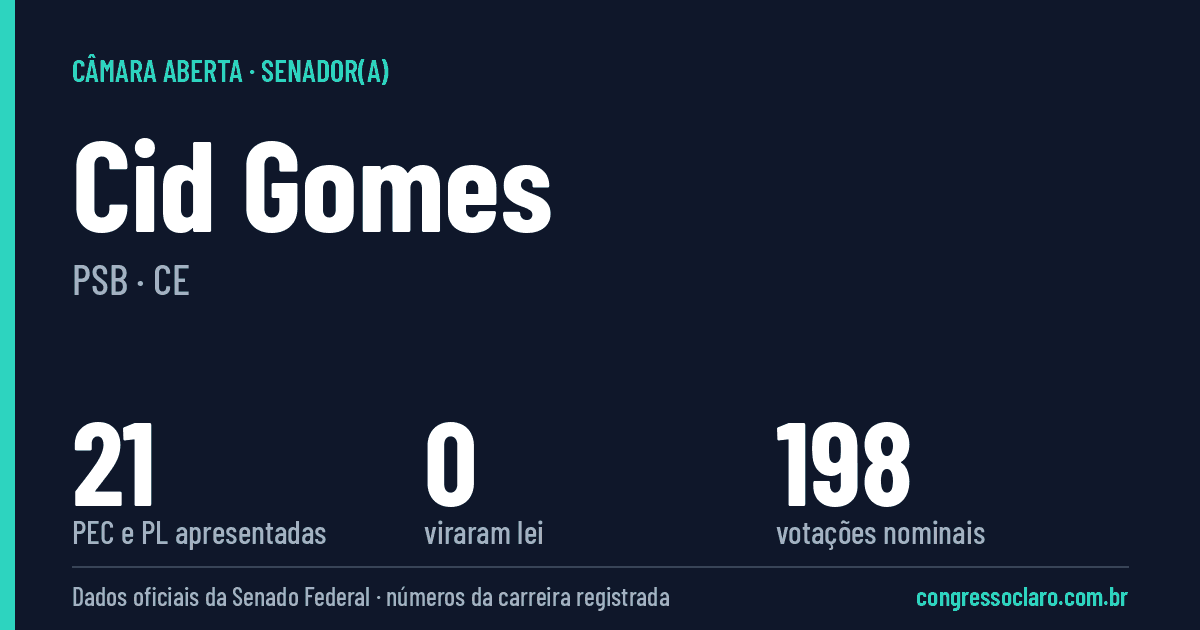 CÂMARA ABERTA · SENADOR(A)
Cid Gomes
PSB · CE
21 0 198
PEC e PL apresentadas viraram lei votações nominais
Dados oficiais da Senado Federal · números da carreira registrada congressoclaro.com.br